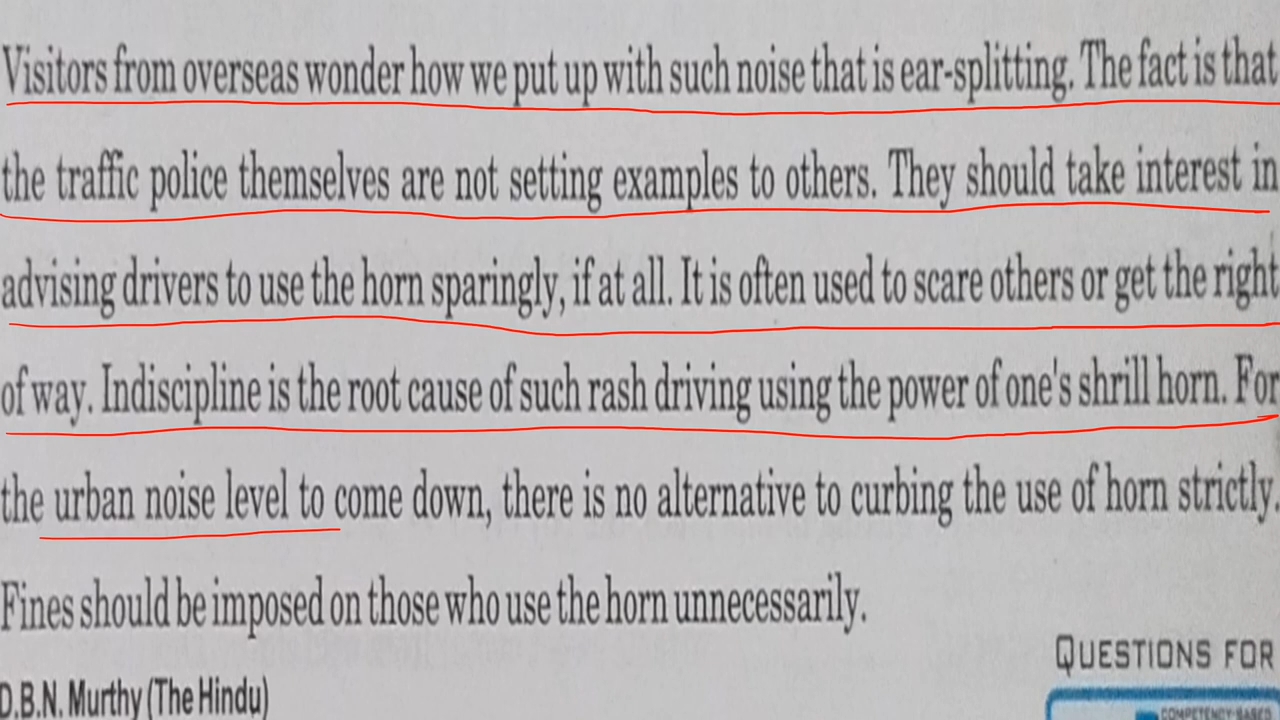 Visitors from overseas wonder how we put up with such noise that is ear-splitting. The fact is that
the traffic police themselves are not setting examples to others. They should take interest in
advising drivers to use the horn sparingly, if at all. It is often used to scare others or get the right
of way. Indiscipline is the root cause of such rash driving using the power of one's shrill horn. For
the urban noise level to come down, there is no alternative to curbing the use of horn strictly.
Fines should be imposed on those who use the horn unnecessarily.
QUESTIONS FOR
D.B.N. Murthy (The Hindu)
COMPETENCY-BASED